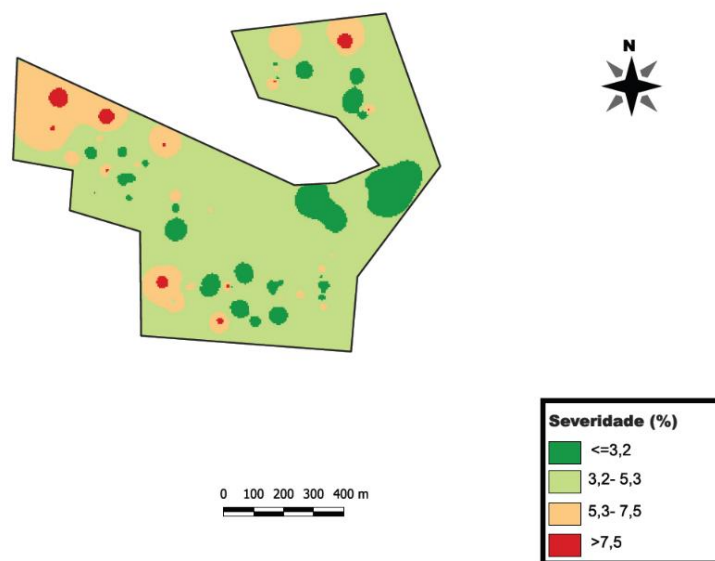 N
Severidade (%)
<=3,2
3,2- 5,3
5,3- 7,5
>7,5
0 100 200 300 400 m